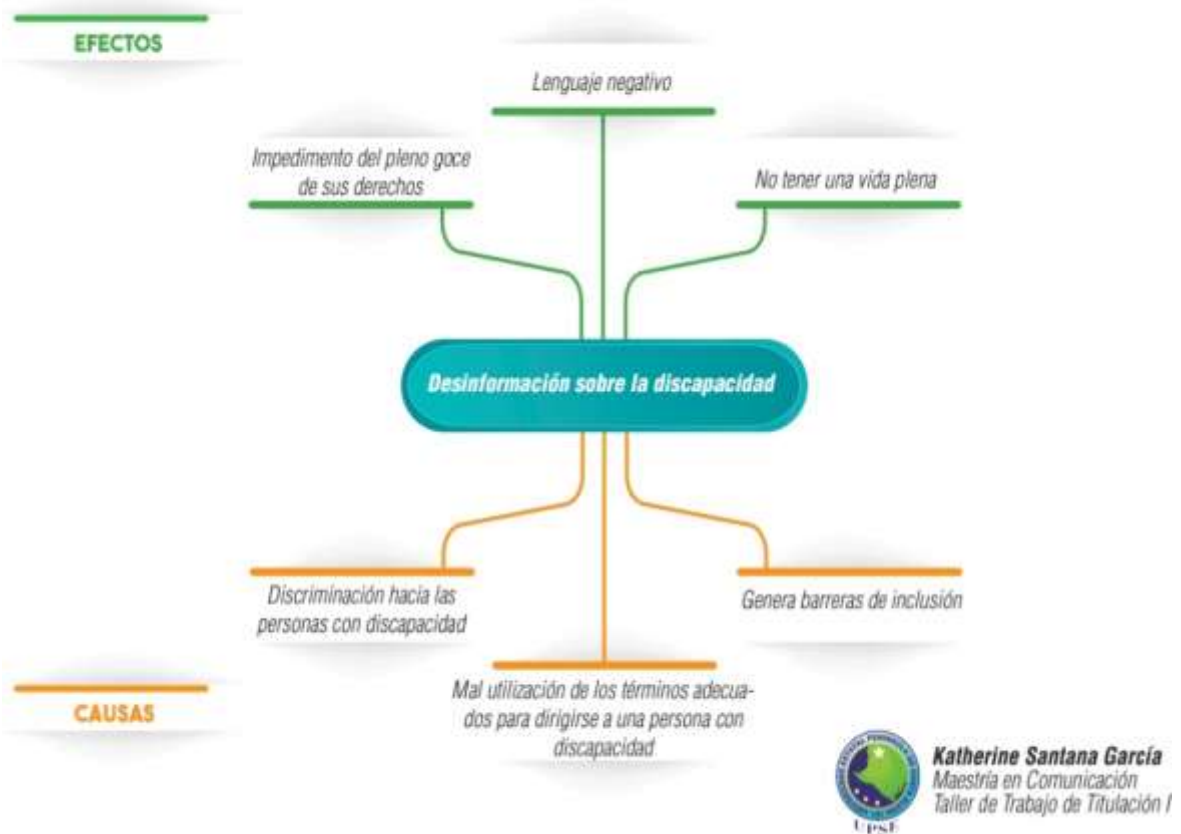 EFECTOS
Lenguaje negativo
Impedimento del pleno goce
de sus derechos
No tener una vida plena
Desinformación sobre la discapacidad
Discriminación hacia las
personas con discapacidad
Genera barreras de inclusión
Mal utilización de los términos adecua-
dos para dirigirse a una persona con
discapacidad
CAUSAS
Katherine Santana García
Maestría en Comunicación
Taller de Trabajo de Titulación I
UPSE